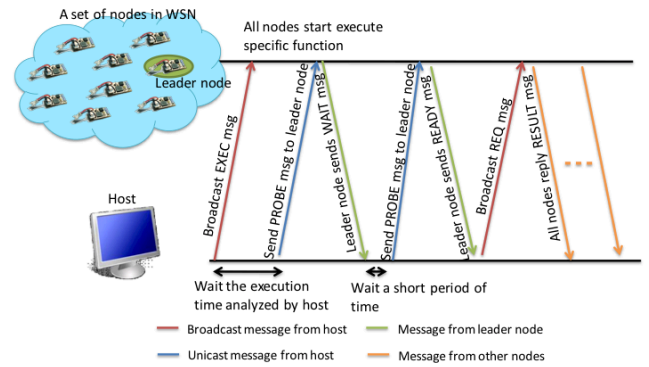 A set of nodes in WSN
All nodes start execute
specific function
Leader node
Broadcast EXEC msg
Send PROBE msg to leader node
Leader node sends WAIT msg
Send PROBE msg to leader node
Leader node sends READY msg
Broadcast REQ msg
All nodes reply RESULT msg
Host
Wait the execution
time analyzed by host
Wait a short period of
time
Broadcast message from host
Message from leader node
Unicast message from host
Message from other nodes